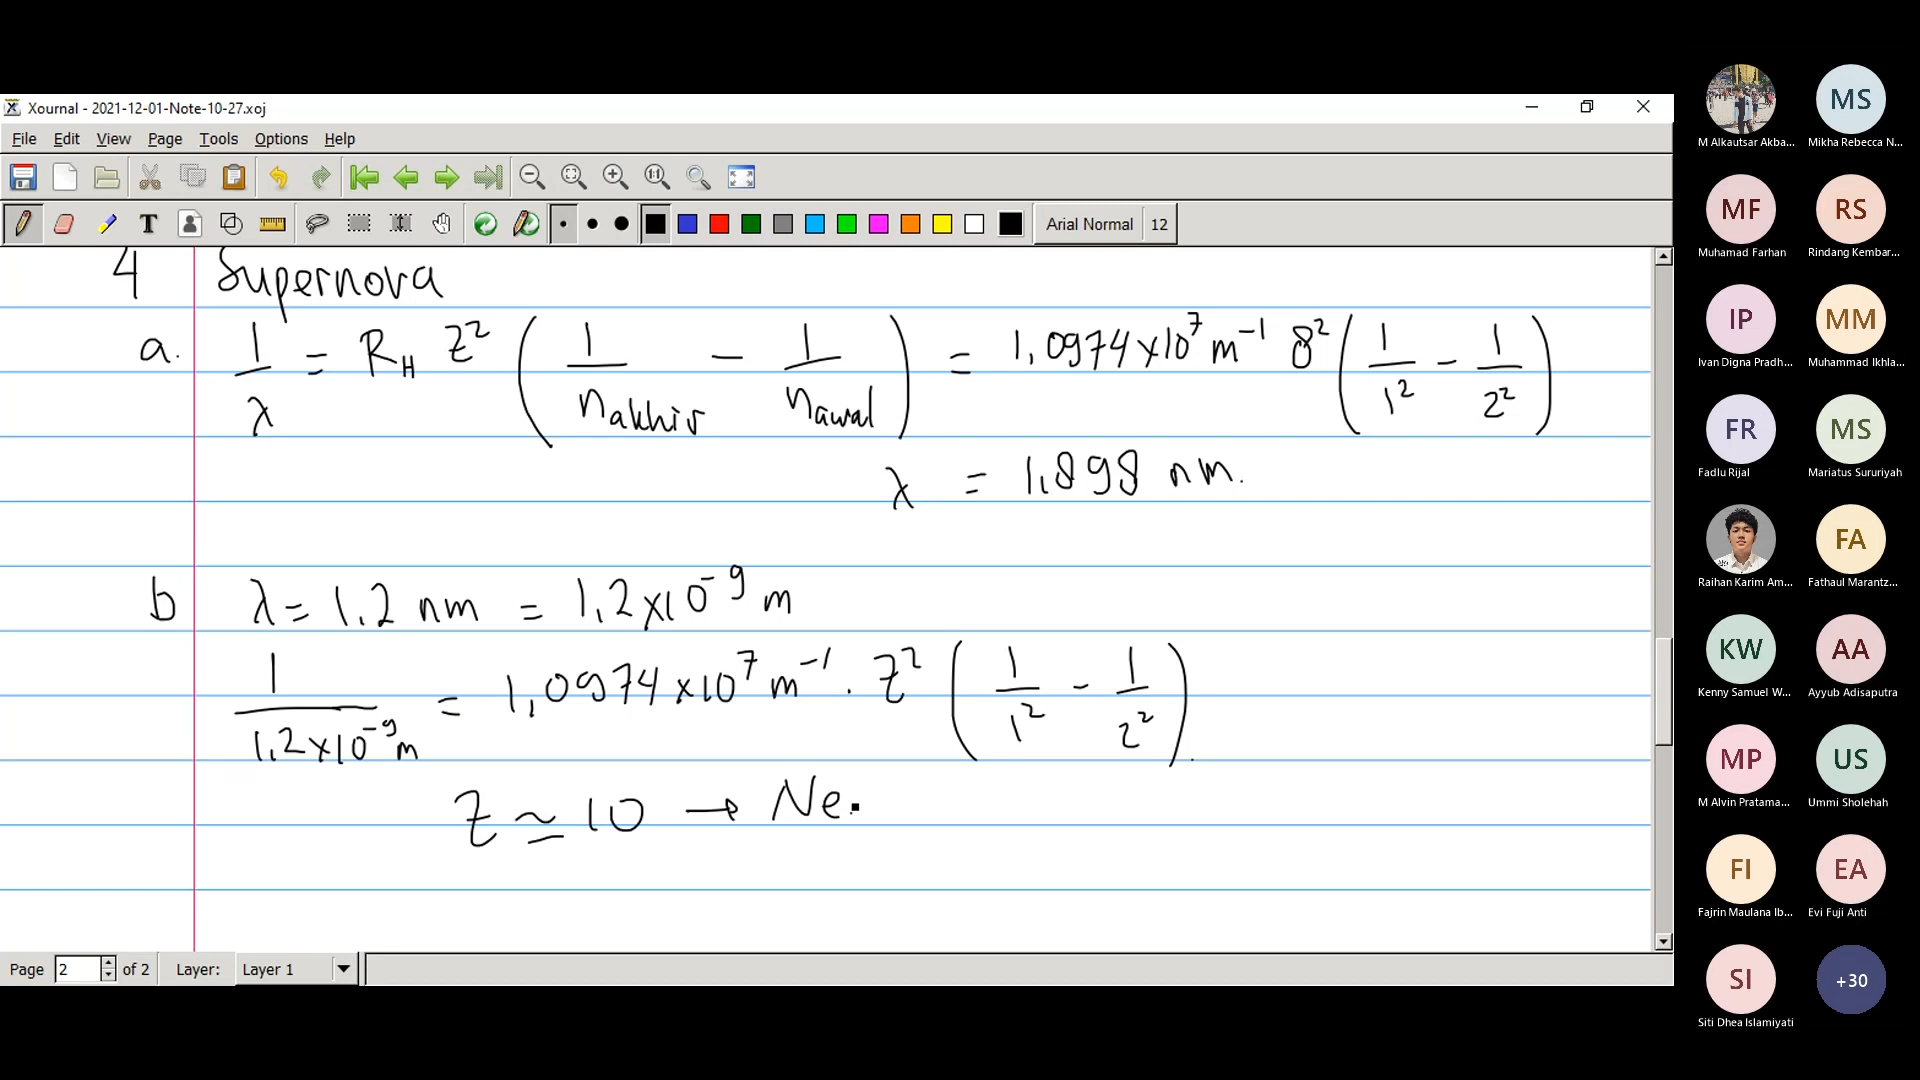 Xournal - 2021-12-01-Note-10-27.xoj
File Edit View Page Tools Options Help
Arial Normal 12
4 Supernova
a. 1/λ = R_H Z² (1/n_akhir − 1/n_awal) = 1,0974×10⁷ m⁻¹ 8² (1/1² − 1/2²)
λ = 1,898 nm.
b λ = 1.2 nm = 1,2×10⁻⁹ m
1/(1,2×10⁻⁹ m) = 1,0974×10⁷ m⁻¹ . Z² (1/1² − 1/2²).
Z ≃ 10 → Ne.
Page 2 of 2 Layer: Layer 1
M Alkautsar Akba...
MS
Mikha Rebecca N...
MF
Muhamad Farhan
RS
Rindang Kembar...
IP
Ivan Digna Pradh...
MM
Muhammad Ikhla...
FR
Fadlu Rijal
MS
Mariatus Sururiyah
Raihan Karim Am...
FA
Fathaul Marantz...
KW
Kenny Samuel W...
AA
Ayyub Adisaputra
MP
M Alvin Pratama...
US
Ummi Sholehah
FI
Fajrin Maulana Ib...
EA
Evi Fuji Anti
SI
Siti Dhea Islamiyati
+30